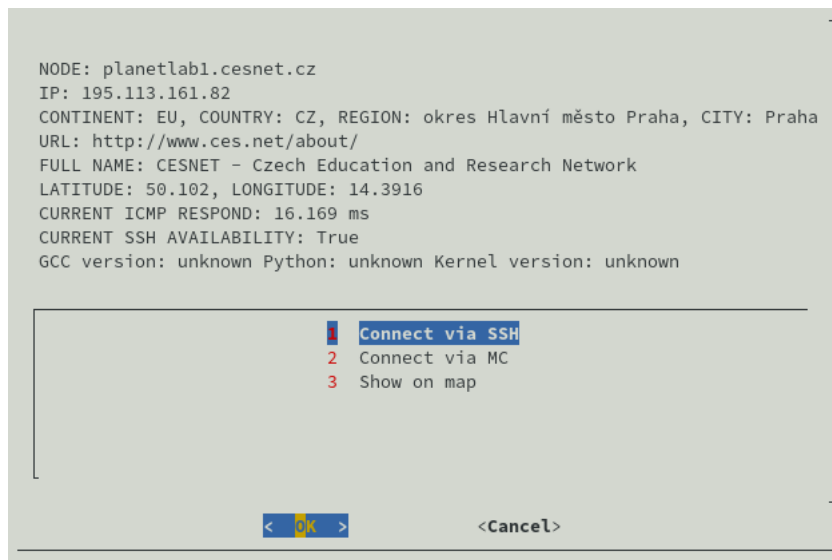 NODE: planetlab1.cesnet.cz
IP: 195.113.161.82
CONTINENT: EU, COUNTRY: CZ, REGION: okres Hlavní město Praha, CITY: Praha
URL: http://www.ces.net/about/
FULL NAME: CESNET - Czech Education and Research Network
LATITUDE: 50.102, LONGITUDE: 14.3916
CURRENT ICMP RESPOND: 16.169 ms
CURRENT SSH AVAILABILITY: True
GCC version: unknown Python: unknown Kernel version: unknown
1 Connect via SSH
2 Connect via MC
3 Show on map
< OK > <Cancel>